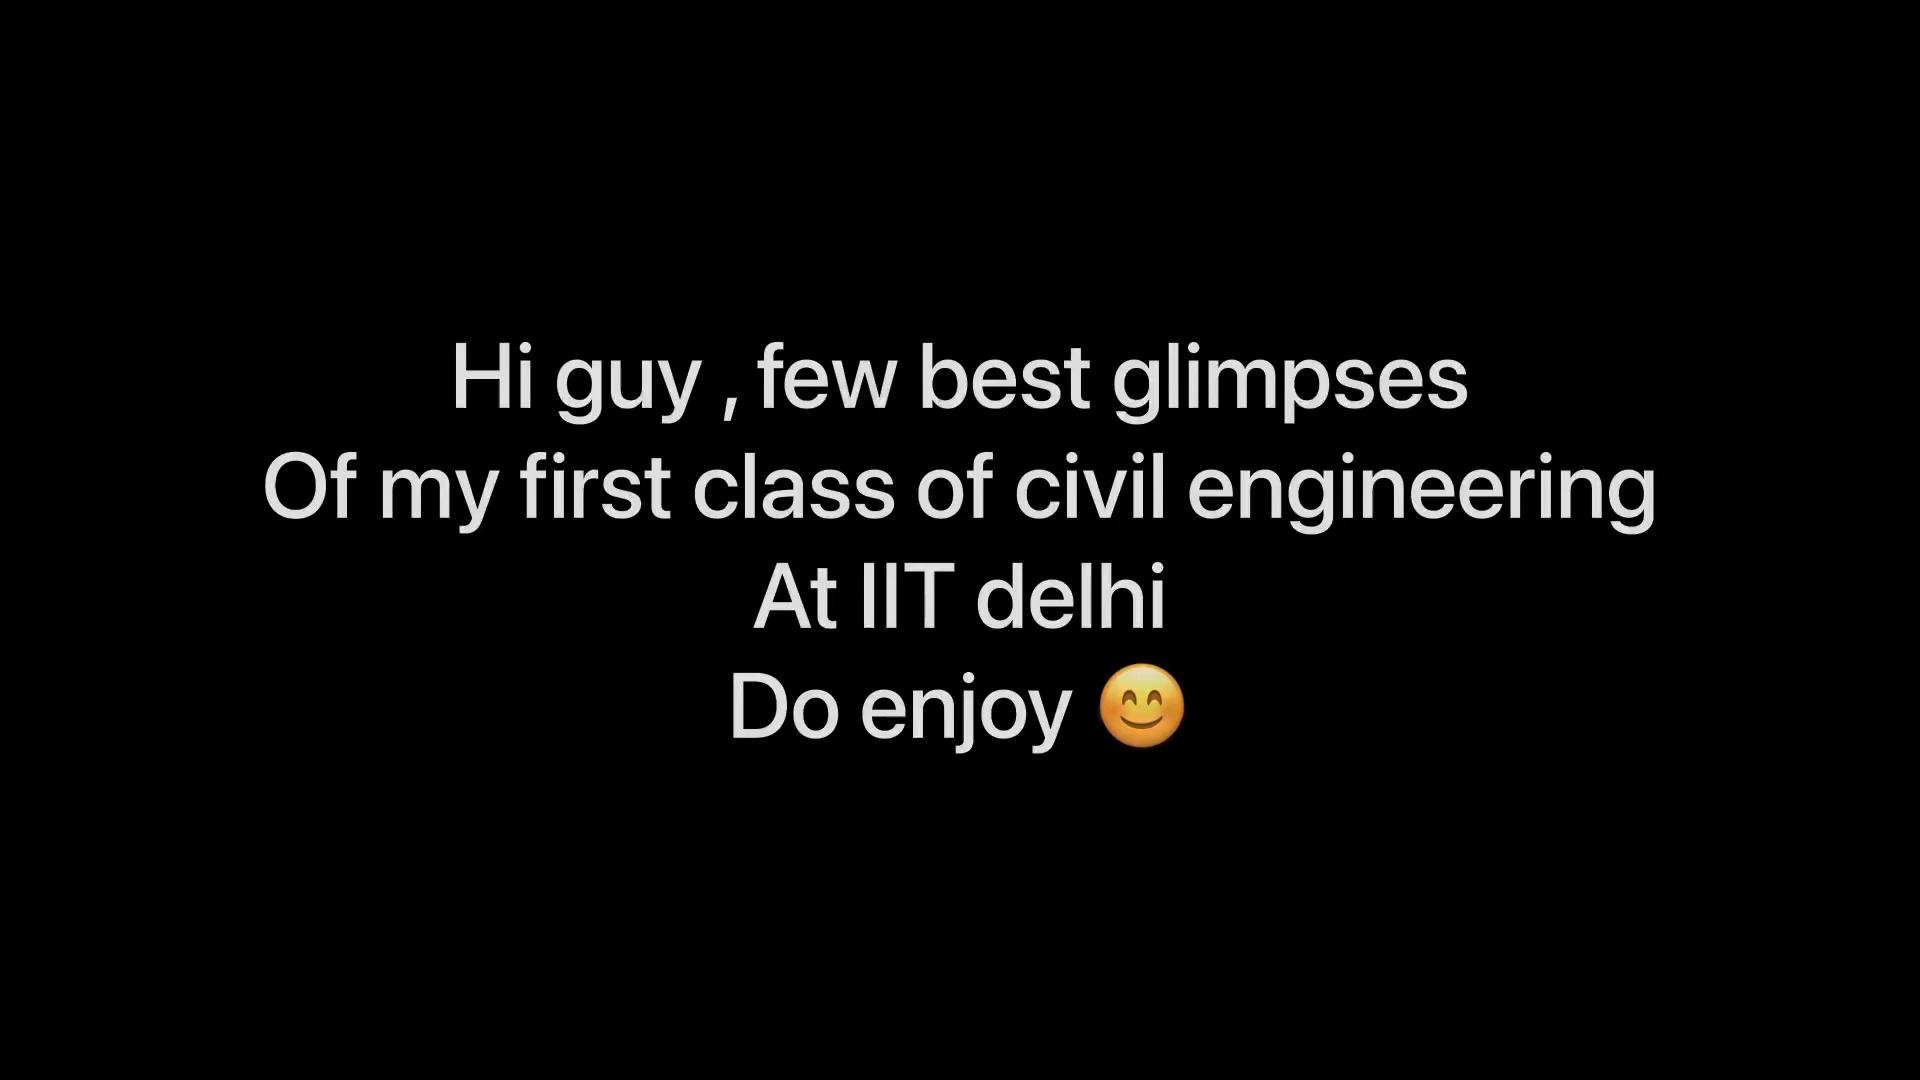 Hi guy , few best glimpses
Of my first class of civil engineering
At IIT delhi
Do enjoy 😊